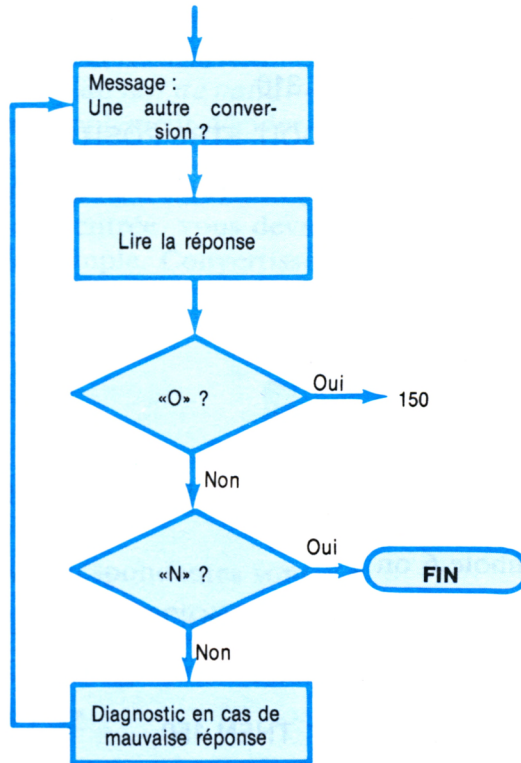 Message :
Une autre conver-
sion ?
Lire la réponse
«O» ?
Oui
150
Non
«N» ?
Oui
FIN
Non
Diagnostic en cas de
mauvaise réponse